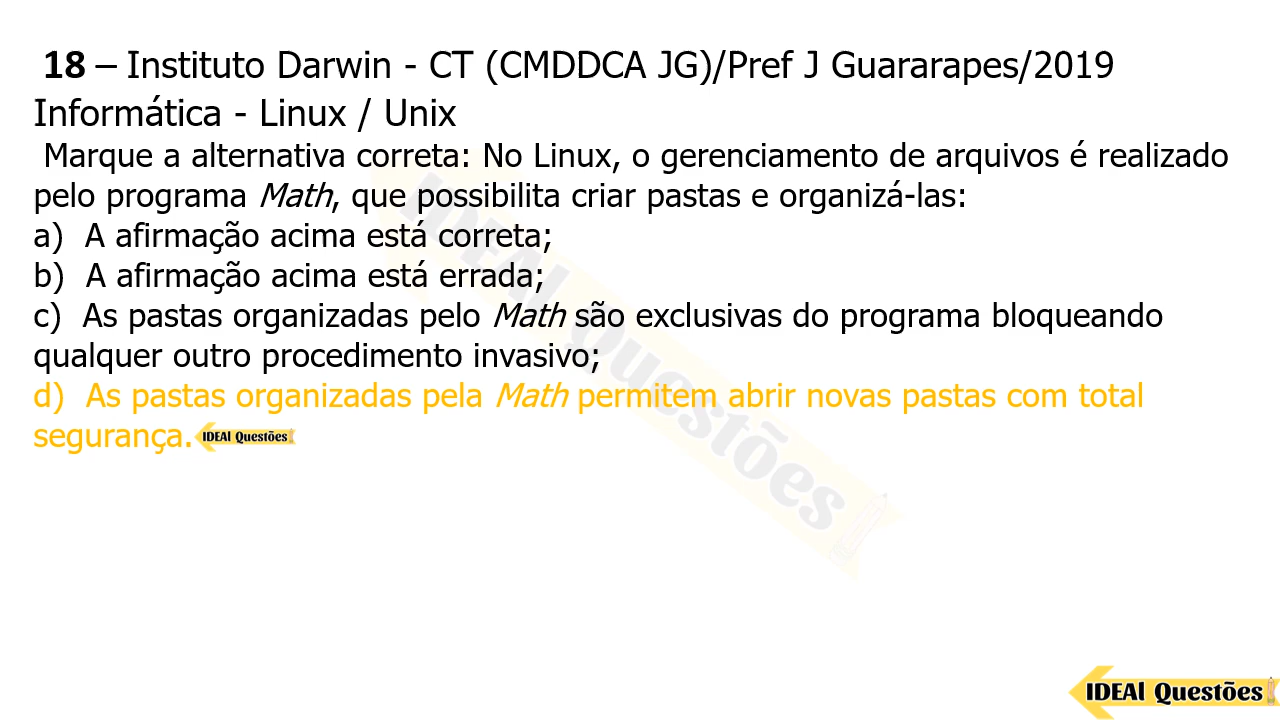 18 – Instituto Darwin - CT (CMDDCA JG)/Pref J Guararapes/2019
Informática - Linux / Unix
Marque a alternativa correta: No Linux, o gerenciamento de arquivos é realizado
pelo programa Math, que possibilita criar pastas e organizá-las:
a) A afirmação acima está correta;
b) A afirmação acima está errada;
c) As pastas organizadas pelo Math são exclusivas do programa bloqueando
qualquer outro procedimento invasivo;
d) As pastas organizadas pela Math permitem abrir novas pastas com total
segurança.
IDEAl Questões
IDEAl Questões
IDEAl Questões